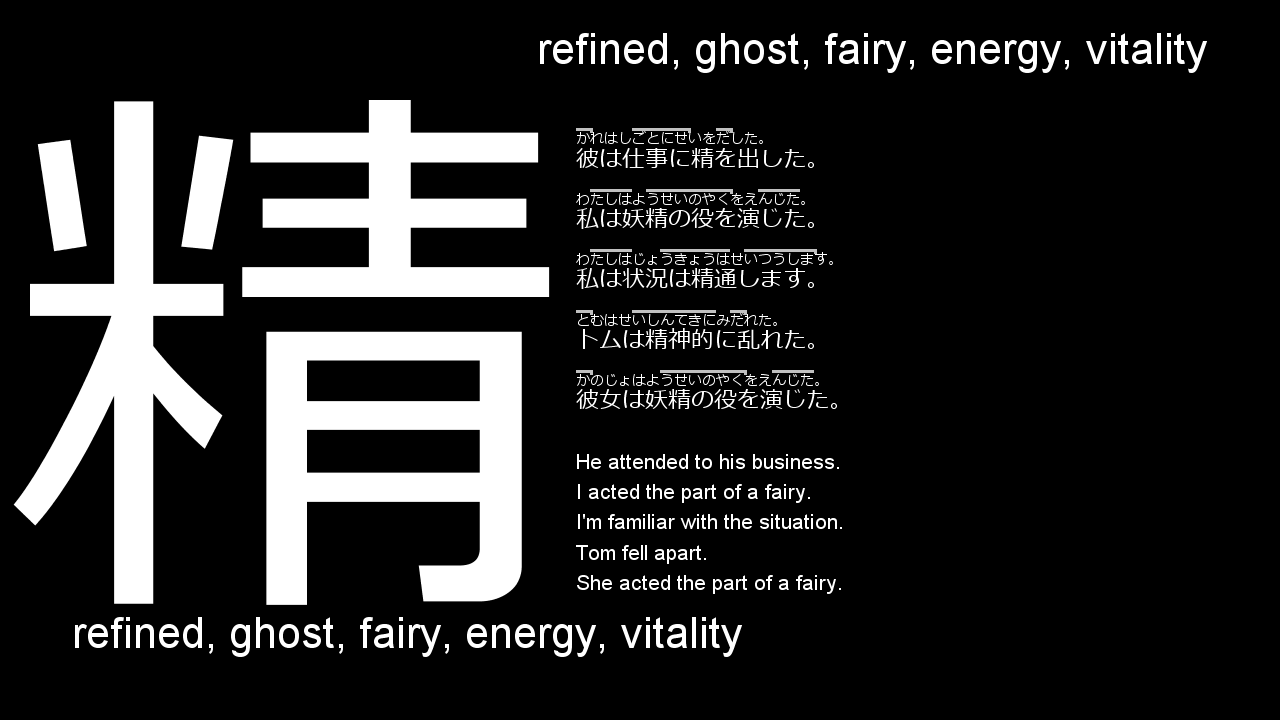 refined, ghost, fairy, energy, vitality
精
かれはしごとにせいをだした。
彼は仕事に精を出した。
わたしはようせいのやくをえんじた。
私は妖精の役を演じた。
わたしはじょうきょうはせいつうします。
私は状況は精通します。
とむはせいしんてきにみだれた。
トムは精神的に乱れた。
かのじょはようせいのやくをえんじた。
彼女は妖精の役を演じた。
He attended to his business.
I acted the part of a fairy.
I'm familiar with the situation.
Tom fell apart.
She acted the part of a fairy.
refined, ghost, fairy, energy, vitality